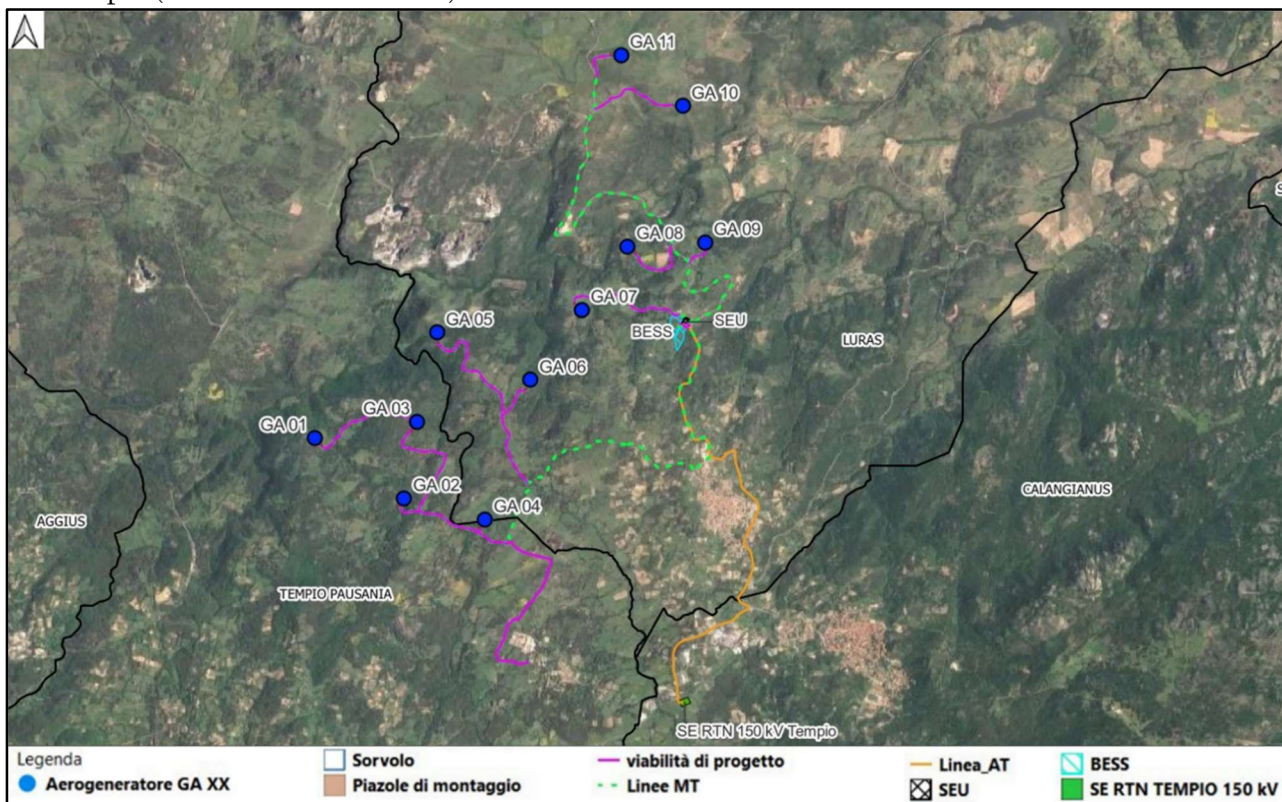 GA 11
GA 10
GA 08
GA 09
GA 07
SEU
BESS
GA 05
LURAS
GA 06
GA 03
GA 01
GA 02
CALANGIANUS
GA 04
AGGIUS
TEMPIO PAUSANIA
SE RTN 150 kV Tempio
Legenda
Aerogeneratore GA XX
Sorvolo
Piazole di montaggio
viabilità di progetto
Linee MT
Linea_AT
SEU
BESS
SE RTN TEMPIO 150 kV